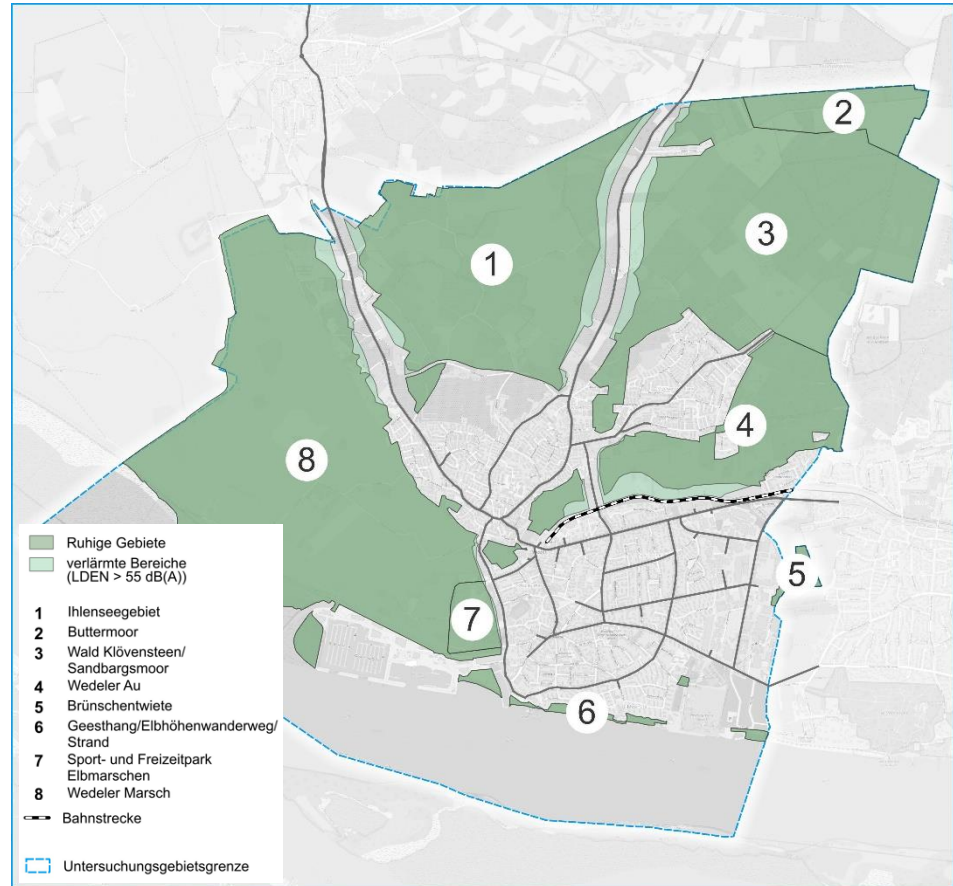 2
3
1
4
8
5
7
6
Ruhige Gebiete
verlärmte Bereiche
(LDEN > 55 dB(A))
1 Ihlenseegebiet
2 Buttermoor
3 Wald Klövensteen/
Sandbargsmoor
4 Wedeler Au
5 Brünschentwiete
6 Geesthang/Elbhöhenwanderweg/
Strand
7 Sport- und Freizeitpark
Elbmarschen
8 Wedeler Marsch
Bahnstrecke
Untersuchungsgebietsgrenze